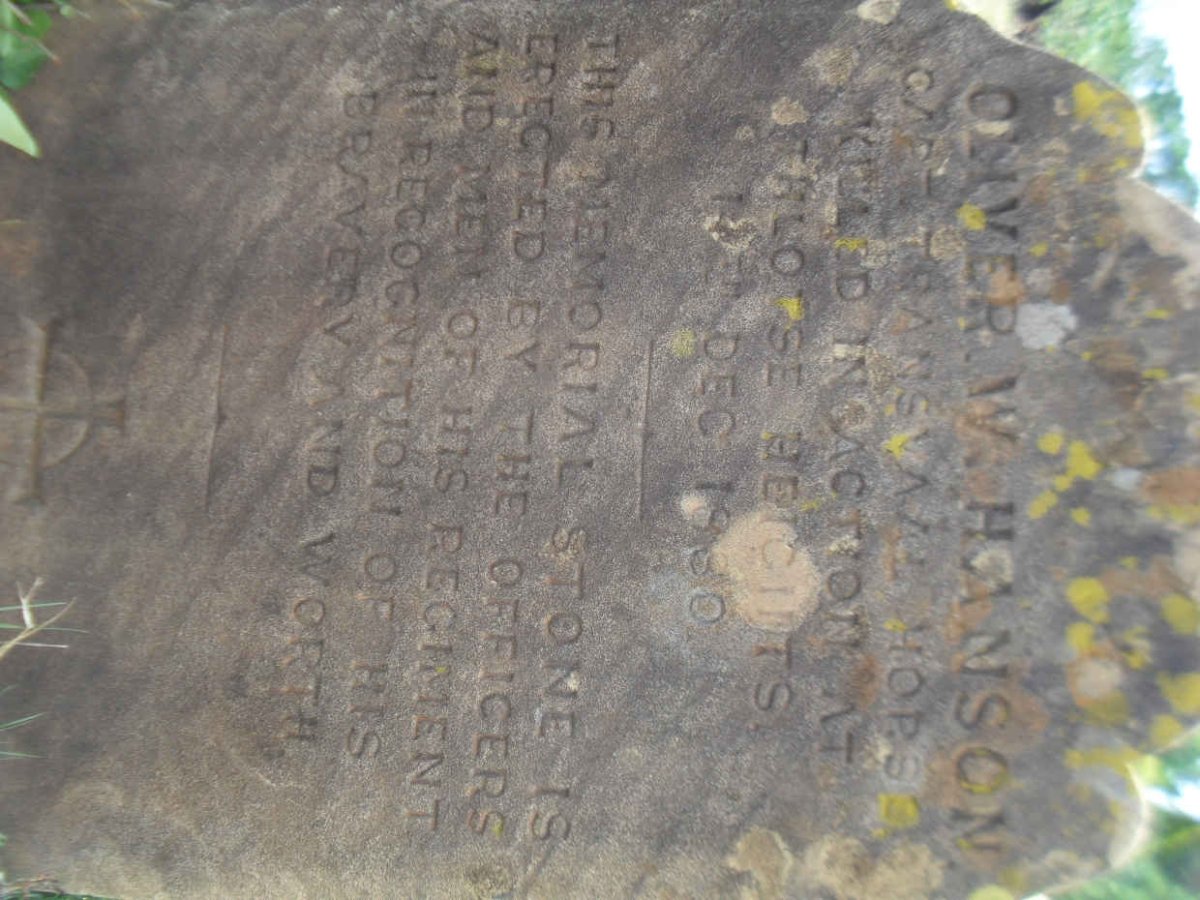 OLIVER. W. HANSON
CAPT TRANSVAAL HORSE
KILLED IN ACTION AT
THLOTSE HEIGHTS.
DEC 1880.
THIS MEMORIAL STONE IS
ERECTED BY THE OFFICERS
AND MEN OF HIS REGIMENT
IN RECOGNITION OF HIS
BRAVERY AND WORTH.